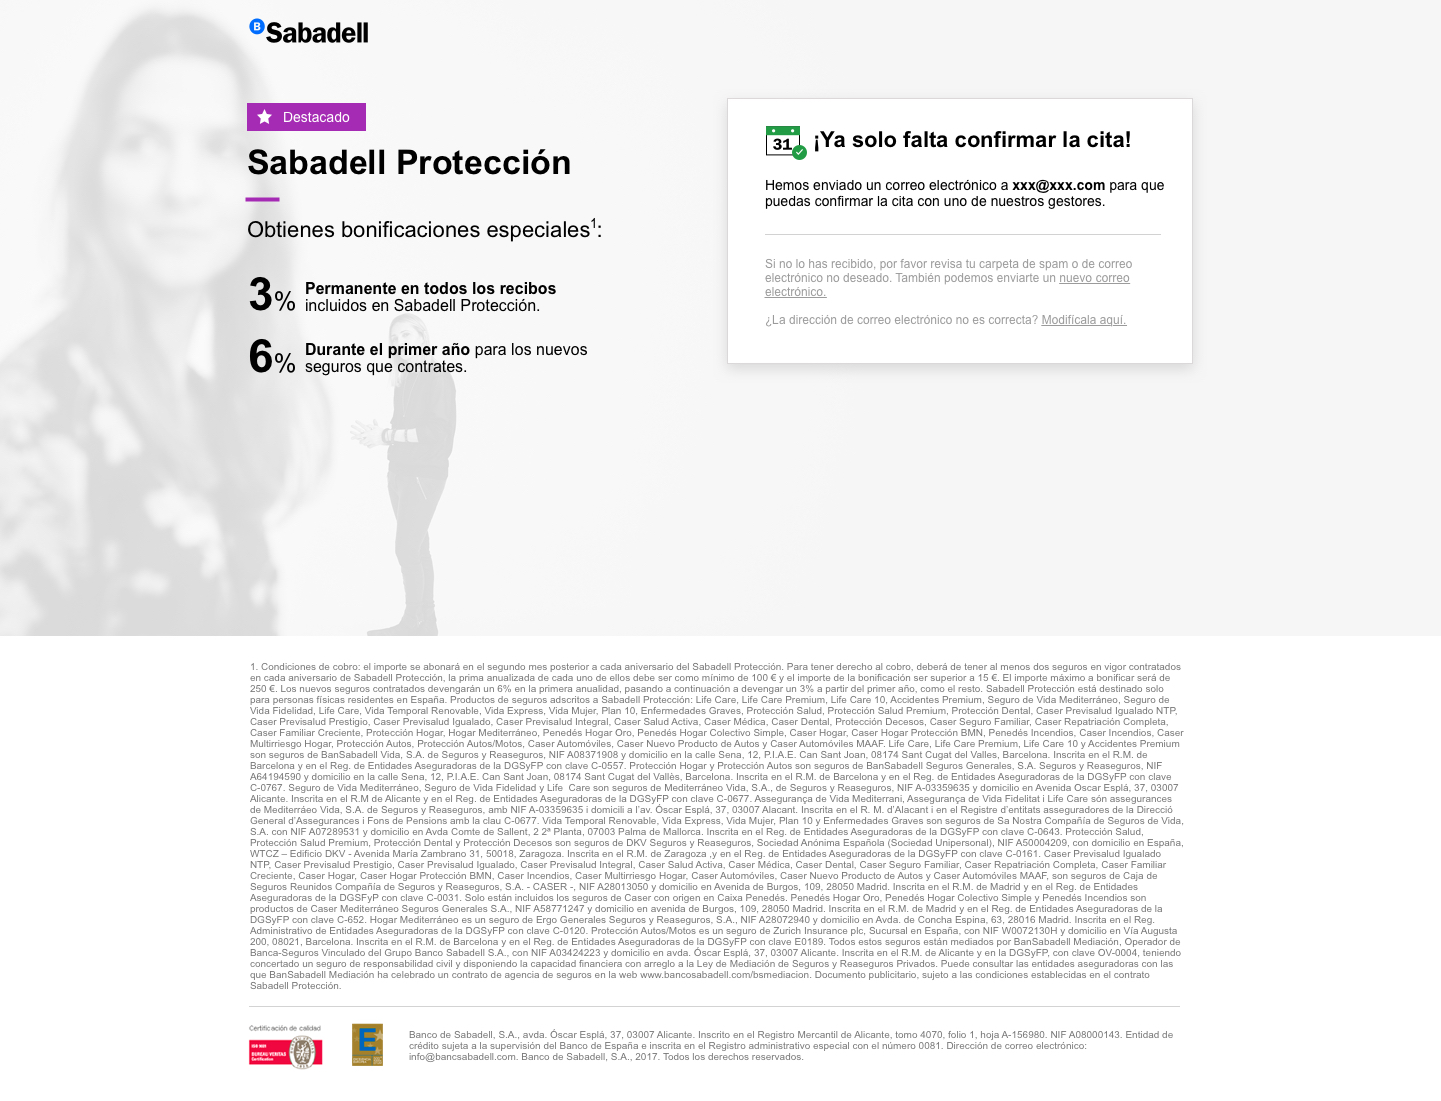 B Sabadell
Destacado
Sabadell Protección
Obtienes bonificaciones especiales1:
3% Permanente en todos los recibos
incluidos en Sabadell Protección.
6% Durante el primer año para los nuevos
seguros que contrates.
31 ¡Ya solo falta confirmar la cita!
Hemos enviado un correo electrónico a xxx@xxx.com para que
puedas confirmar la cita con uno de nuestros gestores.
Si no lo has recibido, por favor revisa tu carpeta de spam o de correo
electrónico no deseado. También podemos enviarte un nuevo correo
electrónico.
¿La dirección de correo electrónico no es correcta? Modifícala aquí.
1. Condiciones de cobro: el importe se abonará en el segundo mes posterior a cada aniversario del Sabadell Protección. Para tener derecho al cobro, deberá de tener al menos dos seguros en vigor contratados
en cada aniversario de Sabadell Protección, la prima anualizada de cada uno de ellos debe ser como mínimo de 100 € y el importe de la bonificación ser superior a 15 €. El importe máximo a bonificar será de
250 €. Los nuevos seguros contratados devengarán un 6% en la primera anualidad, pasando a continuación a devengar un 3% a partir del primer año, como el resto. Sabadell Protección está destinado solo
para personas físicas residentes en España. Productos de seguros adscritos a Sabadell Protección: Life Care, Life Care Premium, Life Care 10, Accidentes Premium, Seguro de Vida Mediterráneo, Seguro de
Vida Fidelidad, Life Care, Vida Temporal Renovable, Vida Express, Vida Mujer, Plan 10, Enfermedades Graves, Protección Salud, Protección Salud Premium, Protección Dental, Caser Previsalud Igualado NTP,
Caser Previsalud Prestigio, Caser Previsalud Igualado, Caser Previsalud Integral, Caser Salud Activa, Caser Médica, Caser Dental, Protección Decesos, Caser Seguro Familiar, Caser Repatriación Completa,
Caser Familiar Creciente, Protección Hogar, Hogar Mediterráneo, Penedés Hogar Oro, Penedés Hogar Colectivo Simple, Caser Hogar, Caser Hogar Protección BMN, Penedés Incendios, Caser Incendios, Caser
Multirriesgo Hogar, Protección Autos, Protección Autos/Motos, Caser Automóviles, Caser Nuevo Producto de Autos y Caser Automóviles MAAF. Life Care, Life Care Premium, Life Care 10 y Accidentes Premium
son seguros de BanSabadell Vida, S.A. de Seguros y Reaseguros, NIF A08371908 y domicilio en la calle Sena, 12, P.I.A.E. Can Sant Joan, 08174 Sant Cugat del Valles, Barcelona. Inscrita en el R.M. de
Barcelona y en el Reg. de Entidades Aseguradoras de la DGSyFP con clave C-0557. Protección Hogar y Protección Autos son seguros de BanSabadell Seguros Generales, S.A. Seguros y Reaseguros, NIF
A64194590 y domicilio en la calle Sena, 12, P.I.A.E. Can Sant Joan, 08174 Sant Cugat del Vallès, Barcelona. Inscrita en el R.M. de Barcelona y en el Reg. de Entidades Aseguradoras de la DGSyFP con clave
C-0767. Seguro de Vida Mediterráneo, Seguro de Vida Fidelidad y Life  Care son seguros de Mediterráneo Vida, S.A., de Seguros y Reaseguros, NIF A-03359635 y domicilio en Avenida Oscar Esplá, 37, 03007
Alicante. Inscrita en el R.M de Alicante y en el Reg. de Entidades Aseguradoras de la DGSyFP con clave C-0677. Assegurança de Vida Mediterrani, Assegurança de Vida Fidelitat i Life Care són assegurances
de Mediterráeo Vida, S.A. de Seguros y Reaseguros, amb NIF A-03359635 i domicili a l'av. Óscar Esplá, 37, 03007 Alacant. Inscrita en el R. M. d'Alacant i en el Registre d'entitats asseguradores de la Direcció
General d'Assegurances i Fons de Pensions amb la clau C-0677. Vida Temporal Renovable, Vida Express, Vida Mujer, Plan 10 y Enfermedades Graves son seguros de Sa Nostra Compañía de Seguros de Vida,
S.A. con NIF A07289531 y domicilio en Avda Comte de Sallent, 2 2ª Planta, 07003 Palma de Mallorca. Inscrita en el Reg. de Entidades Aseguradoras de la DGSyFP con clave C-0643. Protección Salud,
Protección Salud Premium, Protección Dental y Protección Decesos son seguros de DKV Seguros y Reaseguros, Sociedad Anónima Española (Sociedad Unipersonal), NIF A50004209, con domicilio en España,
WTCZ – Edificio DKV - Avenida María Zambrano 31, 50018, Zaragoza. Inscrita en el R.M. de Zaragoza ,y en el Reg. de Entidades Aseguradoras de la DGSyFP con clave C-0161. Caser Previsalud Igualado
NTP, Caser Previsalud Prestigio, Caser Previsalud Igualado, Caser Previsalud Integral, Caser Salud Activa, Caser Médica, Caser Dental, Caser Seguro Familiar, Caser Repatriación Completa, Caser Familiar
Creciente, Caser Hogar, Caser Hogar Protección BMN, Caser Incendios, Caser Multirriesgo Hogar, Caser Automóviles, Caser Nuevo Producto de Autos y Caser Automóviles MAAF, son seguros de Caja de
Seguros Reunidos Compañía de Seguros y Reaseguros, S.A. - CASER -, NIF A28013050 y domicilio en Avenida de Burgos, 109, 28050 Madrid. Inscrita en el R.M. de Madrid y en el Reg. de Entidades
Aseguradoras de la DGSFyP con clave C-0031. Solo están incluidos los seguros de Caser con origen en Caixa Penedés. Penedés Hogar Oro, Penedés Hogar Colectivo Simple y Penedés Incendios son
productos de Caser Mediterráneo Seguros Generales S.A., NIF A58771247 y domicilio en avenida de Burgos, 109, 28050 Madrid. Inscrita en el R.M. de Madrid y en el Reg. de Entidades Aseguradoras de la
DGSyFP con clave C-652. Hogar Mediterráneo es un seguro de Ergo Generales Seguros y Reaseguros, S.A., NIF A28072940 y domicilio en Avda. de Concha Espina, 63, 28016 Madrid. Inscrita en el Reg.
Administrativo de Entidades Aseguradoras de la DGSyFP con clave C-0120. Protección Autos/Motos es un seguro de Zurich Insurance plc, Sucursal en España, con NIF W0072130H y domicilio en Vía Augusta
200, 08021, Barcelona. Inscrita en el R.M. de Barcelona y en el Reg. de Entidades Aseguradoras de la DGSyFP con clave E0189. Todos estos seguros están mediados por BanSabadell Mediación, Operador de
Banca-Seguros Vinculado del Grupo Banco Sabadell S.A., con NIF A03424223 y domicilio en avda. Óscar Esplá, 37, 03007 Alicante. Inscrita en el R.M. de Alicante y en la DGSyFP, con clave OV-0004, teniendo
concertado un seguro de responsabilidad civil y disponiendo la capacidad financiera con arreglo a la Ley de Mediación de Seguros y Reaseguros Privados. Puede consultar las entidades aseguradoras con las
que BanSabadell Mediación ha celebrado un contrato de agencia de seguros en la web www.bancosabadell.com/bsmediacion. Documento publicitario, sujeto a las condiciones establecidas en el contrato
Sabadell Protección.
Certificación de calidad
BUREAU VERITAS
Certification
E
Banco de Sabadell, S.A., avda. Óscar Esplá, 37, 03007 Alicante. Inscrito en el Registro Mercantil de Alicante, tomo 4070, folio 1, hoja A-156980. NIF A08000143. Entidad de
crédito sujeta a la supervisión del Banco de España e inscrita en el Registro administrativo especial con el número 0081. Dirección de correo electrónico:
info@bancsabadell.com. Banco de Sabadell, S.A., 2017. Todos los derechos reservados.